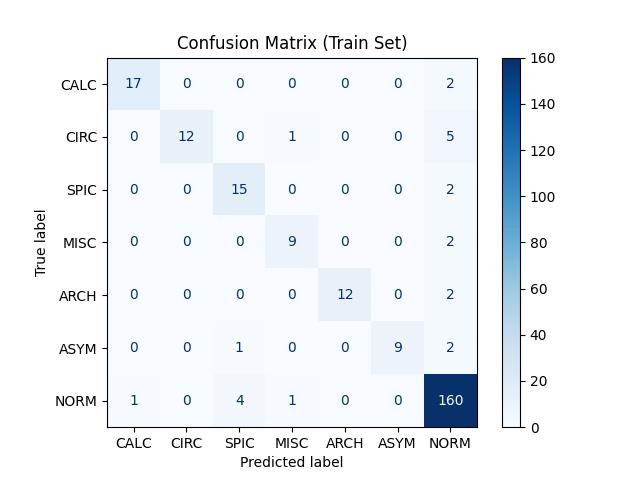 Confusion Matrix (Train Set)
CALC 17 0 0 0 0 0 2
CIRC 0 12 0 1 0 0 5
SPIC 0 0 15 0 0 0 2
MISC 0 0 0 9 0 0 2
ARCH 0 0 0 0 12 0 2
ASYM 0 0 1 0 0 9 2
NORM 1 0 4 1 0 0 160
CALC CIRC SPIC MISC ARCH ASYM NORM
Predicted label
True label
160
140
120
100
80
60
40
20
0